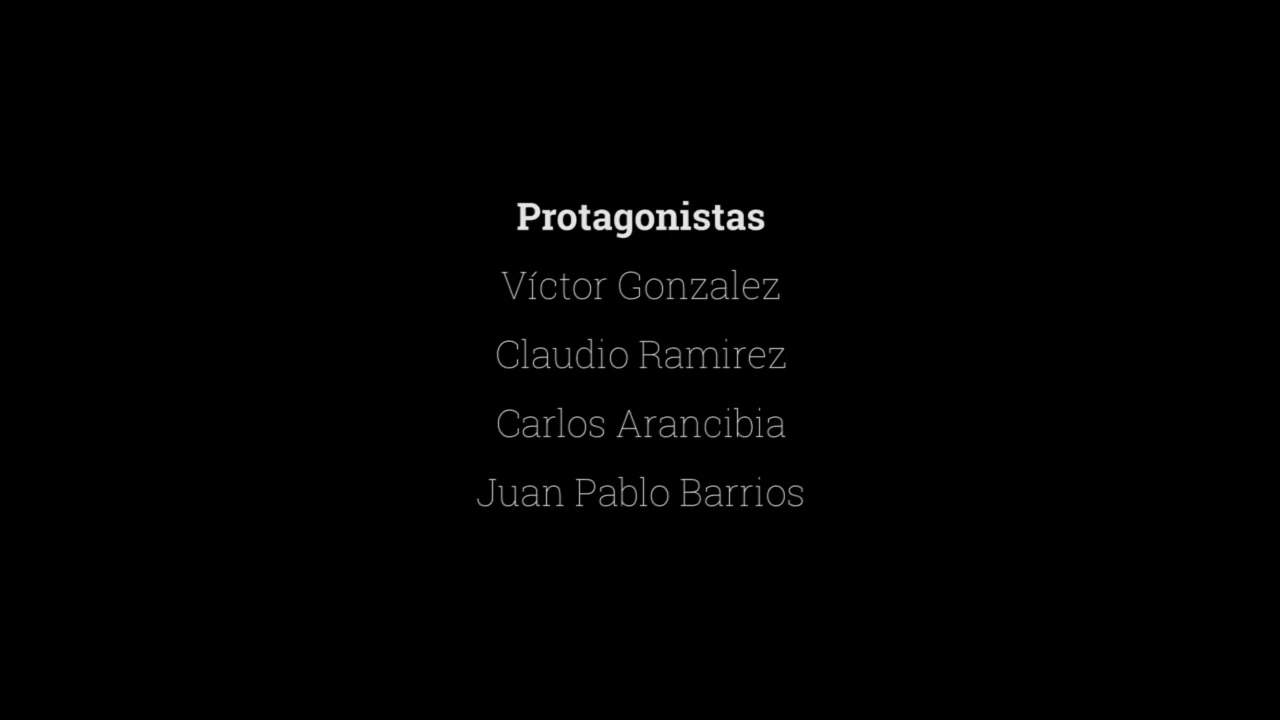 Protagonistas
Víctor Gonzalez
Claudio Ramirez
Carlos Arancibia
Juan Pablo Barrios